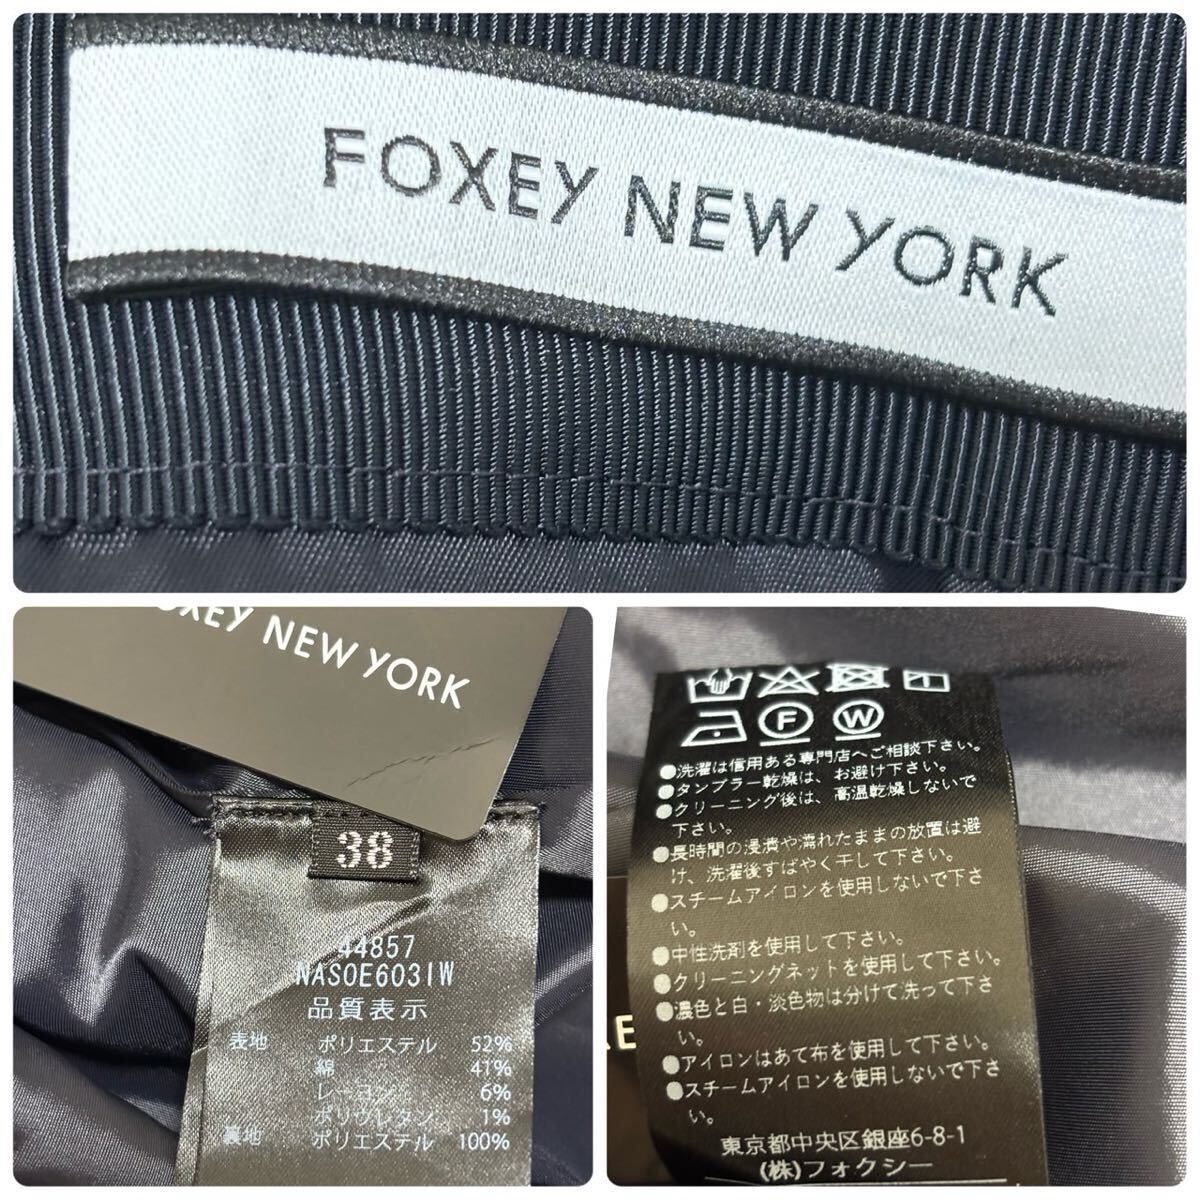 FOXEY NEW YORK
FOXEY NEW YORK
38
44857
NASOE603IW
品質表示
表地 ポリエステル 52%
綿 41%
レーヨン 6%
ポリウレタン 1%
裏地 ポリエステル 100%
F W
●洗濯は信用ある専門店へご相談下さい。
●タンブラー乾燥は、お避け下さい。
●クリーニング後は、高温乾燥しないで
下さい。
●長時間の浸漬や濡れたままの放置は避
け、洗濯後すばやく干して下さい。
●スチームアイロンを使用しないで下さ
い。
●中性洗剤を使用して下さい。
●クリーニングネットを使用して下さい。
●濃色と白・淡色物は分けて洗って下さ
い。
●アイロンはあて布を使用して下さい。
●スチームアイロンを使用しないで下さ
い。
東京都中央区銀座6-8-1
(株)フォクシー